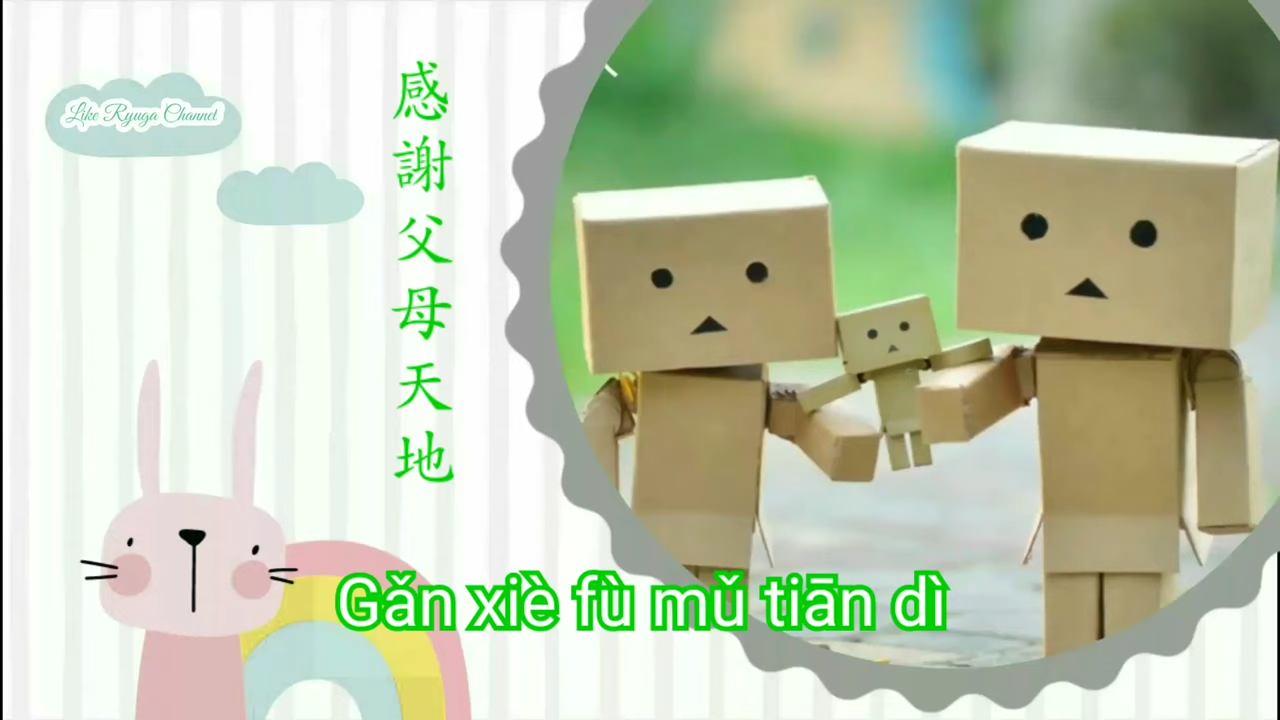 Like Ryuga Channel
感謝父母天地
Gǎn xiè fù mǔ tiān dì